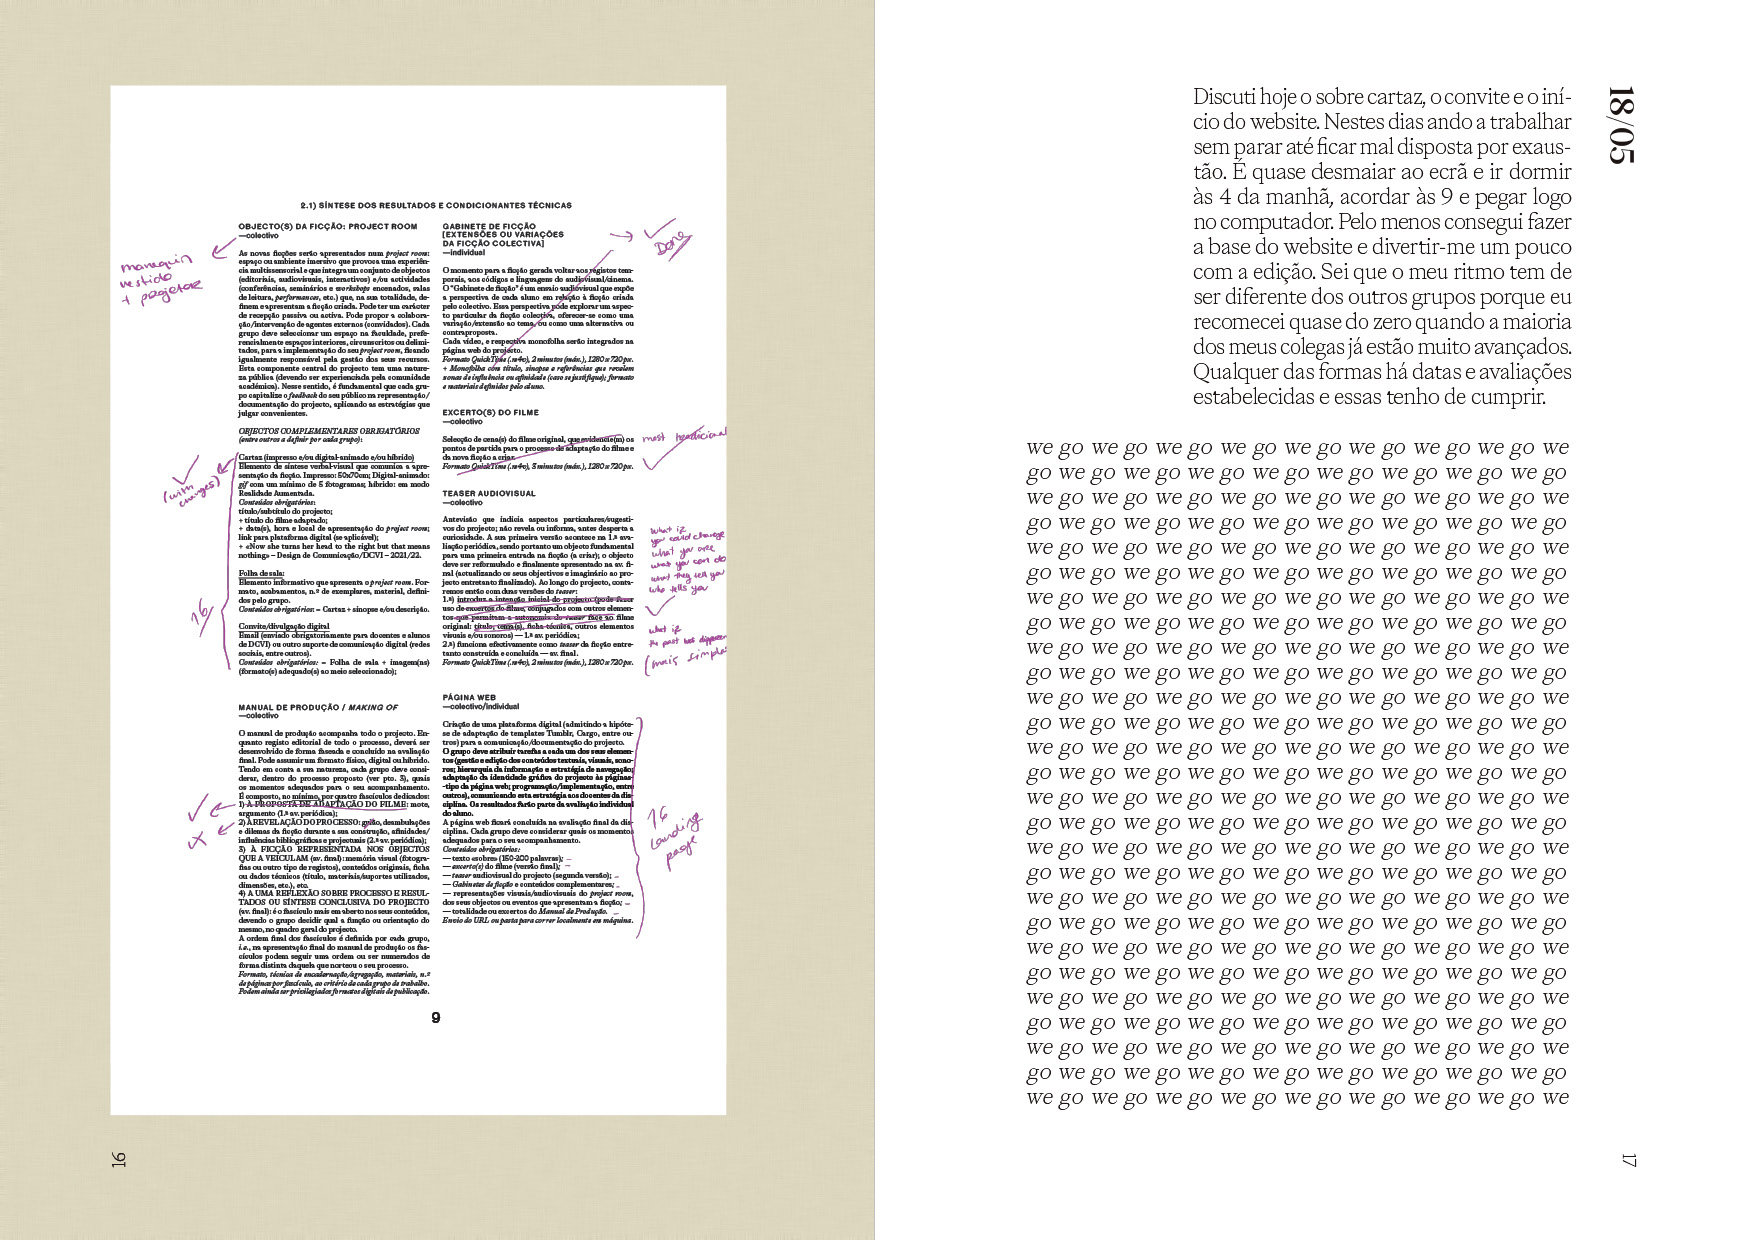 2.1) SÍNTESE DOS RESULTADOS E CONDICIONANTES TÉCNICAS
OBJECTO(S) DA FICÇÃO: PROJECT ROOM
—colectivo
As novas ficções serão apresentados num project room:
espaço ou ambiente imersivo que provoca uma experiên-
cia multissensorial e que integra um conjunto de objectos
(editoriais, audiovisuais, interactivos) e/ou actividades
(conferências, seminários e workshops encenados, salas
de leitura, performances, etc.) que, na sua totalidade, de-
finem e apresentam a ficção criada. Pode ter um carácter
de recepção passiva ou activa. Pode propor a colabora-
ção/intervenção de agentes externos (convidados). Cada
grupo deve seleccionar um espaço na faculdade, prefe-
rencialmente espaços interiores, circunscritos ou delimi-
tados, para a implementação do seu project room, ficando
igualmente responsável pela gestão dos seus recursos.
Esta componente central do projecto tem uma nature-
za pública (devendo ser experienciada pela comunidade
académica). Nesse sentido, é fundamental que cada gru-
po capitalize o feedback do seu público na representação/
documentação do projecto, aplicando as estratégias que
julgar convenientes.
OBJECTOS COMPLEMENTARES OBRIGATÓRIOS
(entre outros a definir por cada grupo):
Cartaz (impresso e/ou digital-animado e/ou híbrido)
Elemento de síntese verbal-visual que comunica a apre-
sentação da ficção. Impresso: 50x70cm; Digital-animado:
gif com um mínimo de 5 fotogramas; híbrido: em modo
Realidade Aumentada.
Conteúdos obrigatórios:
título/subtítulo do projecto;
+ título do filme adaptado;
+ data(s), hora e local de apresentação do project room;
link para plataforma digital (se aplicável);
+ «Now she turns her head to the right but that means
nothing» – Design de Comunicação/DCVI – 2021/22.
Folha de sala:
Elemento informativo que apresenta o project room. For-
mato, acabamentos, n.º de exemplares, material, defini-
dos pelo grupo.
Conteúdos obrigatórios: = Cartaz + sinopse e/ou descrição.
Convite/divulgação digital
Email (enviado obrigatoriamente para docentes e alunos
de DCVI) ou outro suporte de comunicação digital (redes
sociais, entre outros).
Conteúdos obrigatórios: = Folha de sala + imagem(ns)
(formato(s) adequado(s) ao meio seleccionado);
MANUAL DE PRODUÇÃO / MAKING OF
—colectivo
O manual de produção acompanha todo o projecto. En-
quanto registo editorial de todo o processo, deverá ser
desenvolvido de forma faseada e concluído na avaliação
final. Pode assumir um formato físico, digital ou híbrido.
Tendo em conta a sua natureza, cada grupo deve consi-
derar, dentro do processo proposto (ver pto. 3), quais
os momentos adequados para o seu acompanhamento.
É composto, no mínimo, por quatro fascículos dedicados:
1) À PROPOSTA DE ADAPTAÇÃO DO FILME: mote,
argumento (1.ª av. periódica);
2) À REVELAÇÃO DO PROCESSO: guião, deambulações
e dilemas da ficção durante a sua construção, afinidades/
influências bibliográficas e projectuais (2.ª av. periódica);
3) À FICÇÃO REPRESENTADA NOS OBJECTOS
QUE A VEÍCULAM (av. final): memória visual (fotogra-
fias ou outro tipo de registos), conteúdos originais, ficha
ou dados técnicos (título, materiais/suportes utilizados,
dimensões, etc.), etc.
4) A UMA REFLEXÃO SOBRE PROCESSO E RESUL-
TADOS OU SÍNTESE CONCLUSIVA DO PROJECTO
(av. final): é o fascículo mais em aberto nos seus conteúdos,
devendo o grupo decidir qual a função ou orientação do
mesmo, no quadro geral do projecto.
A ordem final dos fascículos é definida por cada grupo,
i.e., na apresentação final do manual de produção os fas-
cículos podem seguir uma ordem ou ser numerados de
forma distinta daquela que norteou o seu processo.
Formato, técnica de encadernação/agregação, materiais, n.º
de páginas por fascículo, ao critério de cada grupo de trabalho.
Podem ainda ser privilegiados formatos digitais de publicação.
GABINETE DE FICÇÃO
[EXTENSÕES OU VARIAÇÕES
DA FICÇÃO COLECTIVA]
—individual
O momento para a ficção gerada voltar aos registos tem-
porais, aos códigos e linguagens do audiovisual/cinema.
O "Gabinete de ficção" é um ensaio audiovisual que expõe
a perspectiva de cada aluno em relação à ficção criada
pelo colectivo. Essa perspectiva pode explorar um aspec-
to particular da ficção colectiva, oferecer-se como uma
variação/extensão ao tema, ou como uma alternativa ou
contraproposta.
Cada vídeo, e respectiva monofolha serão integrados na
página web do projecto.
Formato QuickTime (.m4v), 2 minutos (máx.), 1280 x 720 px.
+ Monofolha com título, sinopse e referências que revelem
zonas de influência ou afinidade (caso se justifique); formato
e materiais definidos pelo aluno.
EXCERTO(S) DO FILME
—colectivo
Selecção de cena(s) do filme original, que evidencie(m) os
pontos de partida para o processo de adaptação do filme e
da nova ficção a criar.
Formato QuickTime (.m4v), 3 minutos (máx.), 1280 x 720 px.
TEASER AUDIOVISUAL
—colectivo
Antevisão que indicia aspectos particulares/sugesti-
vos do projecto; não revela ou informa, antes desperta a
curiosidade. A sua primeira versão acontece na 1.ª ava-
liação periódica, sendo portanto um objecto fundamental
para uma primeira entrada na ficção (a criar); o objecto
deve ser reformulado e finalmente apresentado na av. fi-
nal (actualizando os seus objectivos e imaginário ao pro-
jecto entretanto finalizado). Ao longo do projecto, conta-
remos então com duas versões do teaser:
1.ª) introduz a intenção inicial do projecto (pode fazer
uso de excertos do filme, conjugados com outros elemen-
tos que permitam a autonomia do teaser face ao filme
original: título, tema(s), ficha técnica, outros elementos
visuais e/ou sonoros) — 1.ª av. periódica;
2.ª) funciona efectivamente como teaser da ficção entre-
tanto construída e concluída — av. final.
Formato QuickTime (.m4v), 2 minutos (máx.), 1280 x 720 px.
PÁGINA WEB
—colectivo/individual
Criação de uma plataforma digital (admitindo a hipóte-
se de adaptação de templates Tumblr, Cargo, entre ou-
tros) para a comunicação/documentação do projecto.
O grupo deve atribuir tarefas a cada um dos seus elemen-
tos (gestão e edição dos conteúdos textuais, visuais, sono-
ros; hierarquia da informação e estratégia de navegação;
adaptação da identidade gráfica do projecto às páginas-
-tipo da página web; programação/implementação, entre
outros), comunicando esta estratégia aos docentes da dis-
ciplina. Os resultados farão parte da avaliação individual
do aluno.
A página web ficará concluída na avaliação final da dis-
ciplina. Cada grupo deve considerar quais os momentos
adequados para o seu acompanhamento.
Conteúdos obrigatórios:
— texto «sobre» (150-200 palavras);
— excerto(s) do filme (versão final);
— teaser audiovisual do projecto (segunda versão);
— Gabinetes de ficção e conteúdos complementares;
— representações visuais/audiovisuais do project room,
dos seus objectos ou eventos que apresentam a ficção;
— totalidade ou excertos do Manual de Produção.
Envio do URL ou pasta para correr localmente em máquina.
9
manequin
vestido
+ projetor
(with
changes)
16
Done
most tradicional
what if
you could change
what you are
what you can do
what they tell you
who tells you
what if
the past was
(mais
16
landing
page
16
18/05
Discuti hoje o sobre cartaz, o convite e o iní-
cio do website. Nestes dias ando a trabalhar
sem parar até ficar mal disposta por exaus-
tão. É quase desmaiar ao ecrã e ir dormir
às 4 da manhã, acordar às 9 e pegar logo
no computador. Pelo menos consegui fazer
a base do website e divertir-me um pouco
com a edição. Sei que o meu ritmo tem de
ser diferente dos outros grupos porque eu
recomecei quase do zero quando a maioria
dos meus colegas já estão muito avançados.
Qualquer das formas há datas e avaliações
estabelecidas e essas tenho de cumprir.
we go we go we go we go we go we go we go we go we
go we go we go we go we go we go we go we go we go
we go we go we go we go we go we go we go we go we
go we go we go we go we go we go we go we go we go
we go we go we go we go we go we go we go we go we
go we go we go we go we go we go we go we go we go
we go we go we go we go we go we go we go we go we
go we go we go we go we go we go we go we go we go
we go we go we go we go we go we go we go we go we
go we go we go we go we go we go we go we go we go
we go we go we go we go we go we go we go we go we
go we go we go we go we go we go we go we go we go
we go we go we go we go we go we go we go we go we
go we go we go we go we go we go we go we go we go
we go we go we go we go we go we go we go we go we
go we go we go we go we go we go we go we go we go
we go we go we go we go we go we go we go we go we
go we go we go we go we go we go we go we go we go
we go we go we go we go we go we go we go we go we
go we go we go we go we go we go we go we go we go
we go we go we go we go we go we go we go we go we
go we go we go we go we go we go we go we go we go
we go we go we go we go we go we go we go we go we
go we go we go we go we go we go we go we go we go
we go we go we go we go we go we go we go we go we
go we go we go we go we go we go we go we go we go
we go we go we go we go we go we go we go we go we
17